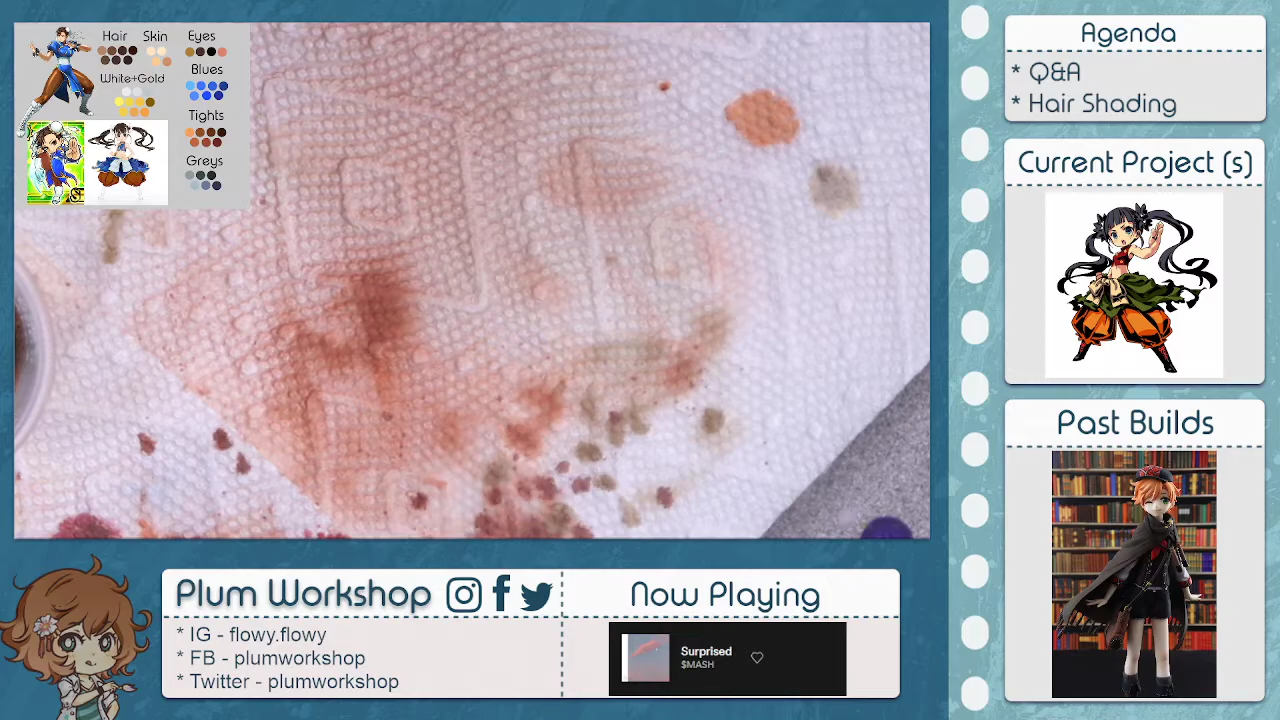 Hair Skin Eyes
White+Gold
Blues
Tights
Greys
Agenda
* Q&A
* Hair Shading
Current Project (s)
Past Builds
Plum Workshop
* IG - flowy.flowy
* FB - plumworkshop
* Twitter - plumworkshop
Now Playing
Surprised
$MASH